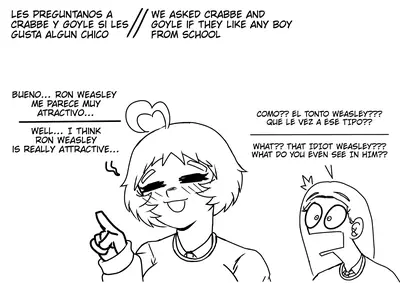 LES PREGUNTANOS A
CRABBE Y GOYLE SI LES
GUSTA ALGUN CHICO
//
WE ASKED CRABBE AND
GOYLE IF THEY LIKE ANY BOY
FROM SCHOOL
BUENO... RON WEASLEY
ME PARECE MUY
ATRACTIVO...
WELL... I THINK
RON WEASLEY
IS REALLY ATTRACTIVE...
COMO?? EL TONTO WEASLEY???
QUE LE VEZ A ESE TIPO??
WHAT?? THAT IDIOT WEASLEY???
WHAT DO YOU EVEN SEE IN HIM??